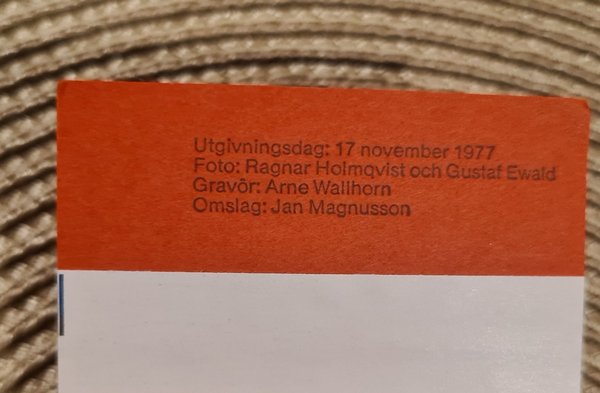 Utgivningsdag: 17 november 1977
Foto: Ragnar Holmqvist och Gustaf Ewald
Gravör: Arne Wallhorn
Omslag: Jan Magnusson